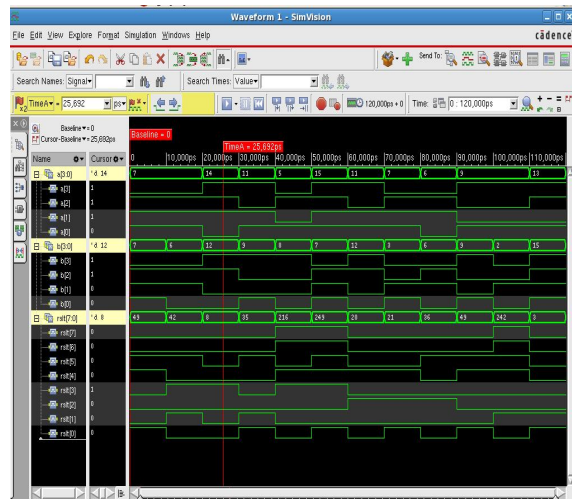 Waveform 1 - SimVision
File Edit View Explore Format Simulation Windows Help
cādence
Send To:
Search Names: Signal
Search Times: Value
x2 TimeA = 25,692 ps
120,000ps + 0
Time: 0 : 120,000ps
Baseline = 0
Cursor-Baseline = 25,692ps
Baseline = 0
TimeA = 25,692ps
Name Cursor
0 10,000ps 20,000ps 30,000ps 40,000ps 50,000ps 60,000ps 70,000ps 80,000ps 90,000ps 100,000ps 110,000ps
a[3:0] 'd 14 7 14 11 5 11 7 6 9 13
a[3] 1
a[2] 1
a[1] 1
a[0] 0
b[3:0] 'd 12 7 6 12 9 8 7 12 3 6 9 2 15
b[3] 1
b[2] 1
b[1] 0
b[0] 0
rslt[7:0] 'd 8 49 42 8 35 216 249 20 21 36 49 242 3
rslt[7] 0
rslt[6] 0
rslt[5] 0
rslt[4] 0
rslt[3] 1
rslt[2] 0
rslt[1] 0
rslt[0] 0